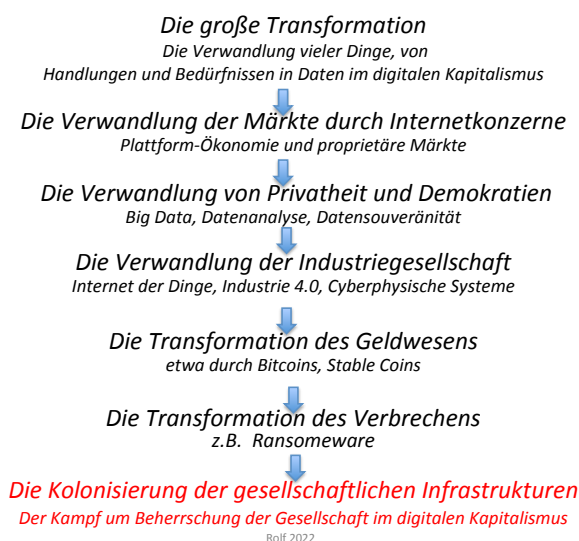 Die große Transformation
Die Verwandlung vieler Dinge, von
Handlungen und Bedürfnissen in Daten im digitalen Kapitalismus
Die Verwandlung der Märkte durch Internetkonzerne
Plattform-Ökonomie und proprietäre Märkte
Die Verwandlung von Privatheit und Demokratien
Big Data, Datenanalyse, Datensouveränität
Die Verwandlung der Industriegesellschaft
Internet der Dinge, Industrie 4.0, Cyberphysische Systeme
Die Transformation des Geldwesens
etwa durch Bitcoins, Stable Coins
Die Transformation des Verbrechens
z.B. Ransomeware
Die Kolonisierung der gesellschaftlichen Infrastrukturen
Der Kampf um Beherrschung der Gesellschaft im digitalen Kapitalismus
Rolf 2022